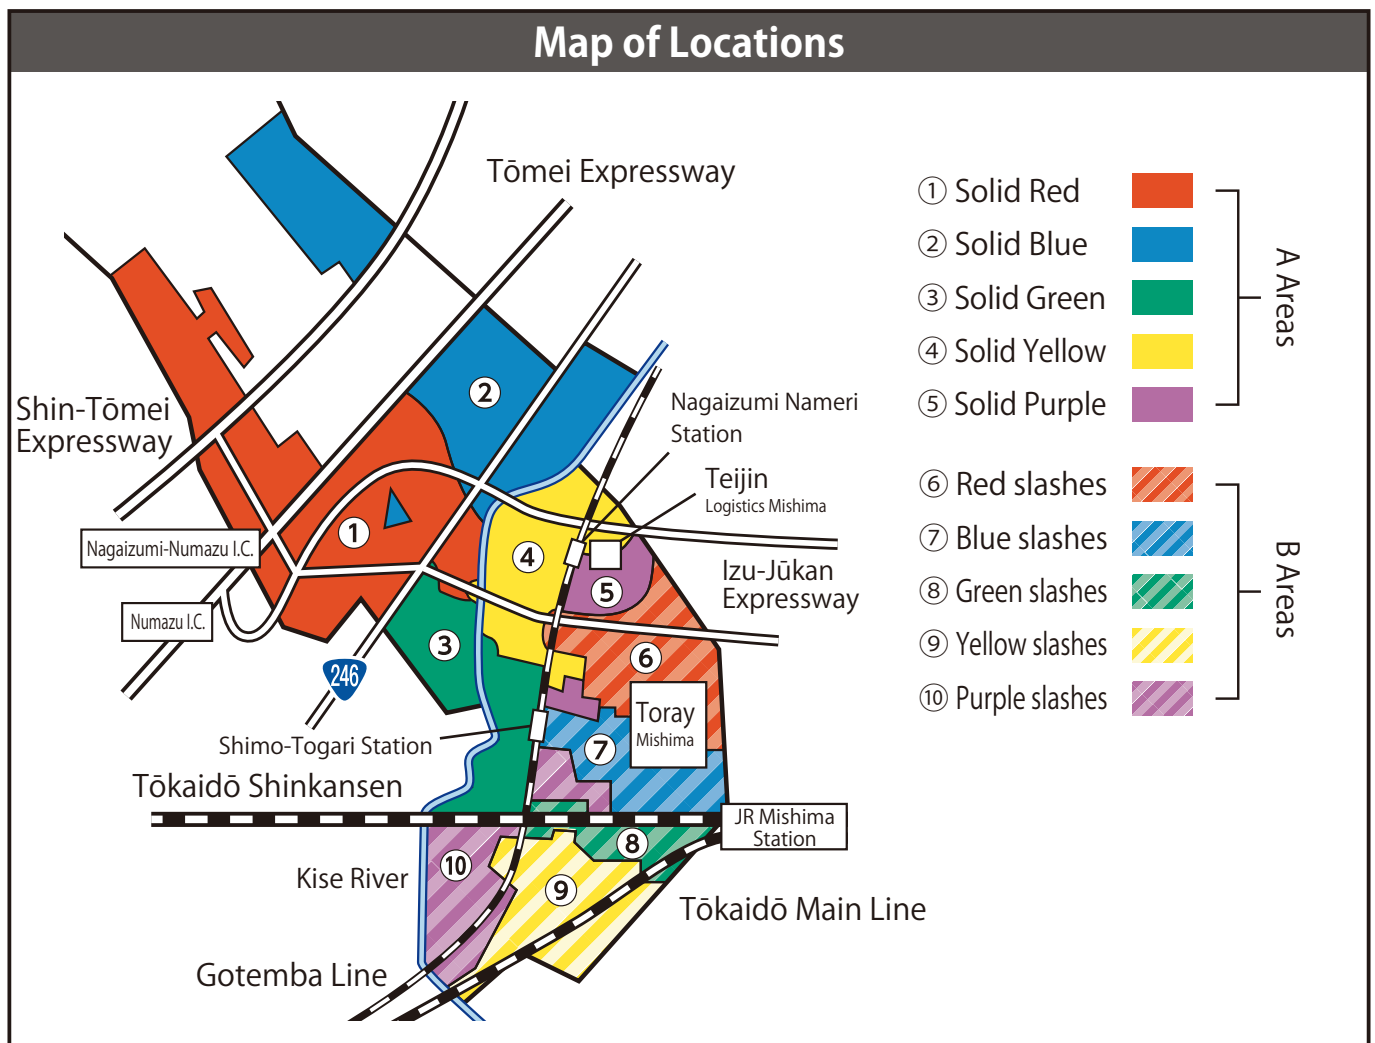 Map of Locations
Tōmei Expressway
Shin-Tōmei
Expressway
Nagaizumi Nameri
Station
Teijin
Logistics Mishima
Nagaizumi-Numazu I.C.
Numazu I.C.
Izu-Jūkan
Expressway
246
Toray
Mishima
Shimo-Togari Station
Tōkaidō Shinkansen
JR Mishima
Station
Kise River
Tōkaidō Main Line
Gotemba Line
2
1
4
5
3
6
7
8
10
9
① Solid Red
② Solid Blue
③ Solid Green
④ Solid Yellow
⑤ Solid Purple
A Areas
⑥ Red slashes
⑦ Blue slashes
⑧ Green slashes
⑨ Yellow slashes
⑩ Purple slashes
B Areas